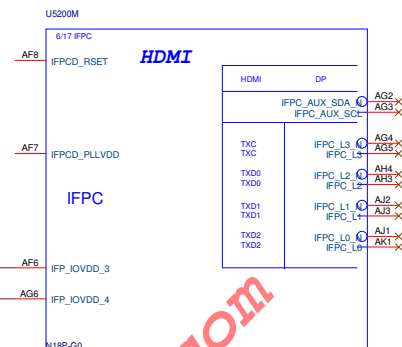 U5200M
6/17 IFPC
HDMI
AF8 IFPCD_RSET
HDMI DP
IFPC_AUX_SDA_N AG2
IFPC_AUX_SCL AG3
TXC IFPC_L3_N AG4
TXC IFPC_L3 AG5
AF7 IFPCD_PLLVDD
TXD0 IFPC_L2_N AH4
TXD0 IFPC_L2 AH3
IFPC
TXD1 IFPC_L1_N AJ2
TXD1 IFPC_L1 AJ3
TXD2 IFPC_L0_N AJ1
TXD2 IFPC_L0 AK1
AF6 IFP_IOVDD_3
AG6 IFP_IOVDD_4
com
N18P-G0